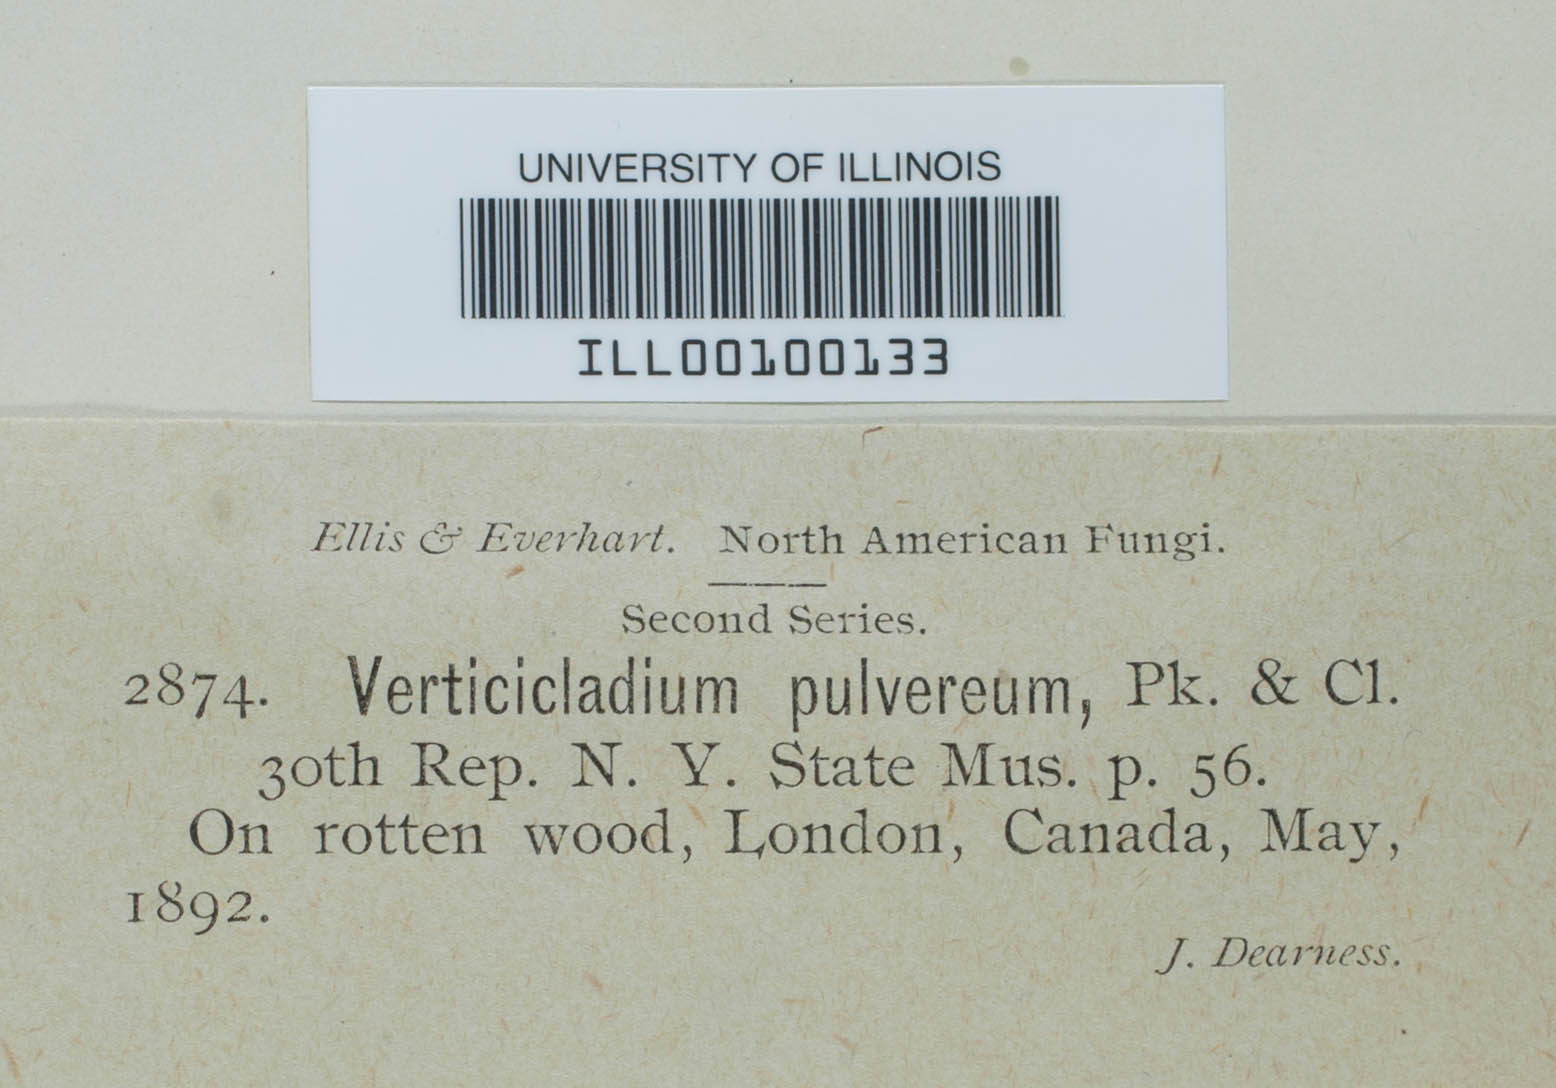 UNIVERSITY OF ILLINOIS
ILL00100133
Ellis & Everhart. North American Fungi.
Second Series.
2874. Verticicladium pulvereum, Pk. & Cl.
30th Rep. N. Y. State Mus. p. 56.
On rotten wood, London, Canada, May,
1892.
J. Dearness.